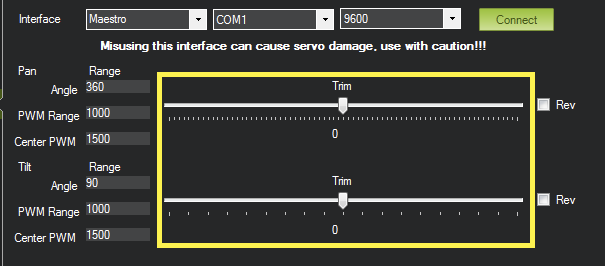 Interface Maestro COM1 9600 Connect
Misusing this interface can cause servo damage, use with caution!!!
Pan Range
Angle 360 Trim
Rev
PWM Range 1000
0
Center PWM 1500
Tilt Range
Angle 90 Trim
Rev
PWM Range 1000
0
Center PWM 1500